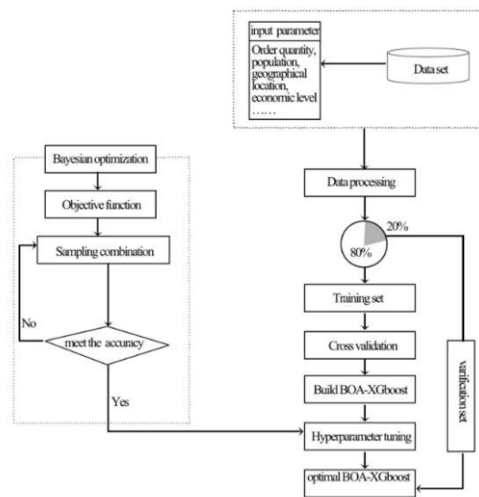 input parameter
Order quantity,
population,
geographical
location,
economic level
……
Data set
Bayesian optimization
Objective function
Sampling combination
No
meet the accuracy
Yes
Data processing
20%
80%
Training set
Cross validation
Build BOA-XGboost
Hyperparameter tuning
optimal BOA-XGboost
varification set